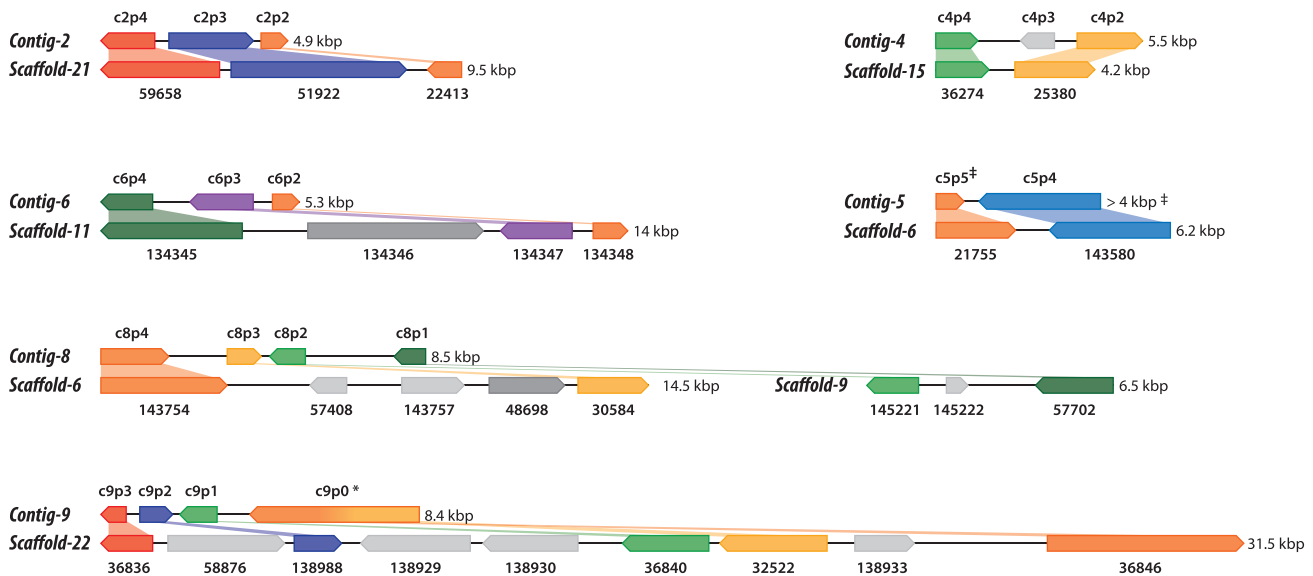 c2p4 c2p3 c2p2
Contig-2 4.9 kbp
Scaffold-21 9.5 kbp
59658 51922 22413
c4p4 c4p3 c4p2
Contig-4 5.5 kbp
Scaffold-15 4.2 kbp
36274 25380
c6p4 c6p3 c6p2
Contig-6 5.3 kbp
Scaffold-11 14 kbp
134345 134346 134347 134348
c5p5‡ c5p4
Contig-5 > 4 kbp ‡
Scaffold-6 6.2 kbp
21755 143580
c8p4 c8p3 c8p2 c8p1
Contig-8 8.5 kbp
Scaffold-6 14.5 kbp Scaffold-9 6.5 kbp
143754 57408 143757 48698 30584 145221 145222 57702
c9p3 c9p2 c9p1 c9p0 *
Contig-9 8.4 kbp
Scaffold-22 31.5 kbp
36836 58876 138988 138929 138930 36840 32522 138933 36846